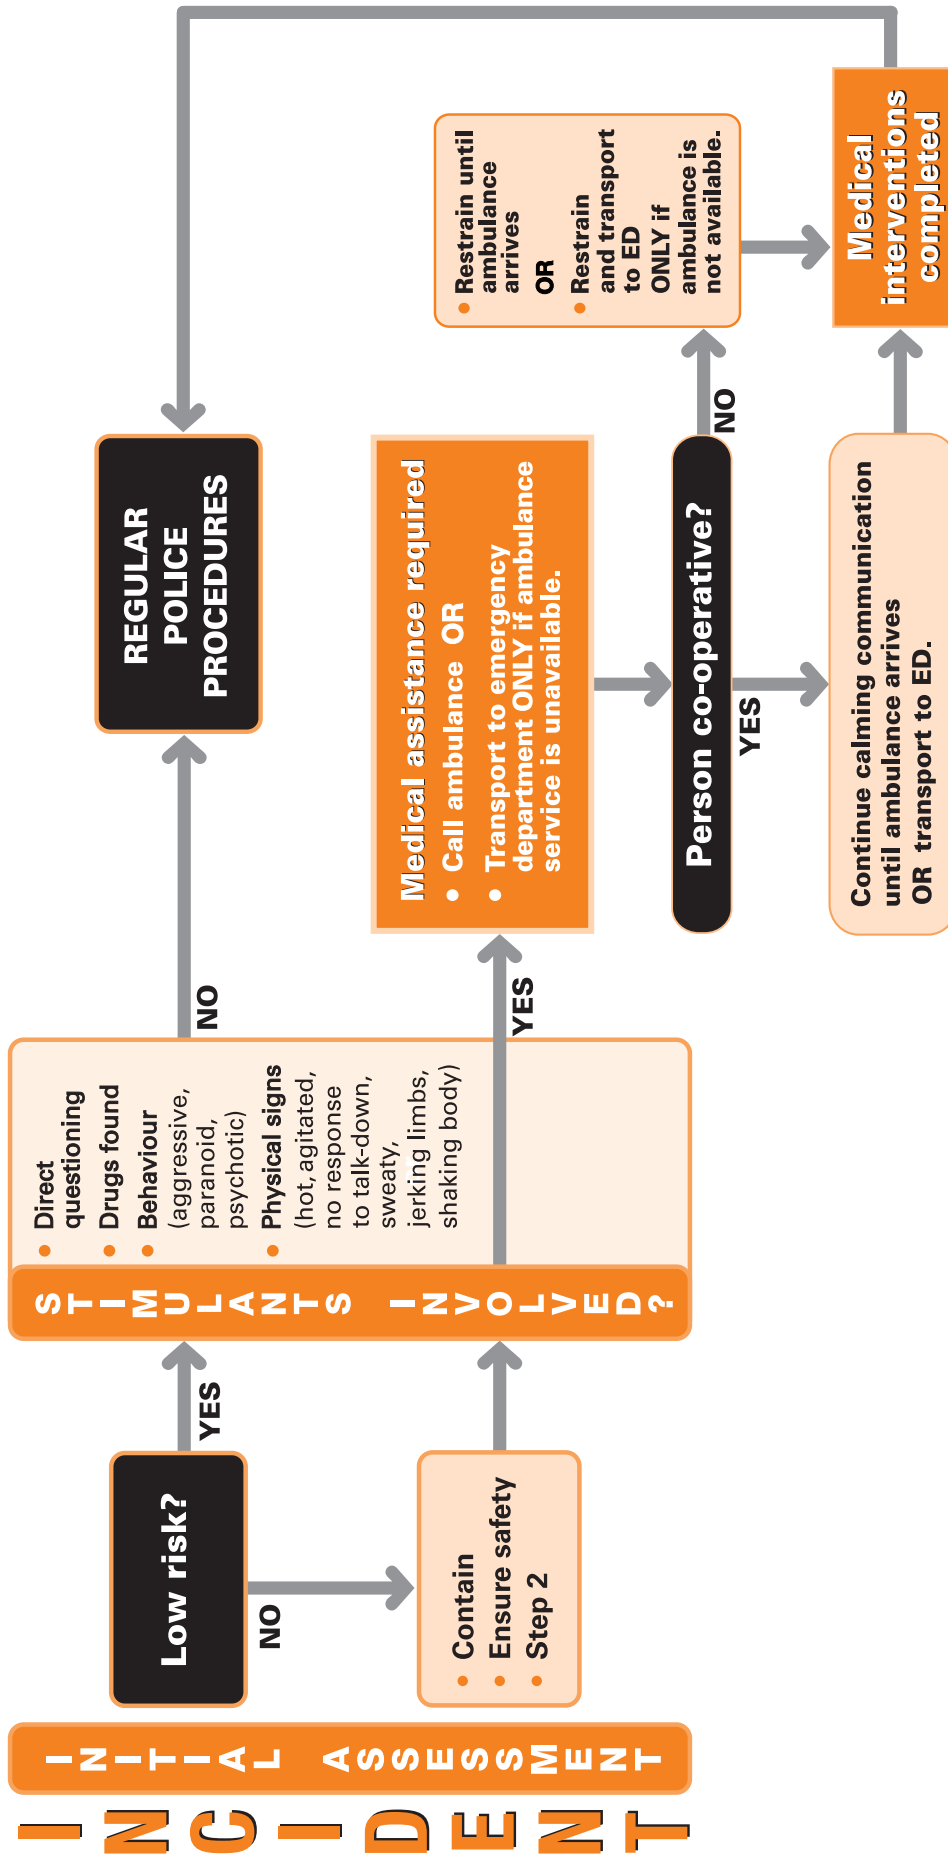 INCIDENT
INITIAL ASSESSMENT
Low risk?
YES
NO
• Contain
• Ensure safety
• Step 2
STIMULANTS INVOLVED?
• Direct
questioning
• Drugs found
• Behaviour
(aggressive,
paranoid,
psychotic)
• Physical signs
(hot, agitated,
no response
to talk-down,
sweaty,
jerking limbs,
shaking body)
NO
YES
REGULAR
POLICE
PROCEDURES
Medical assistance required
• Call ambulance OR
• Transport to emergency
department ONLY if ambulance
service is unavailable.
Person co-operative?
NO
YES
• Restrain until
ambulance
arrives
OR
• Restrain
and transport
to ED
ONLY if
ambulance is
not available.
Continue calming communication
until ambulance arrives
OR transport to ED.
Medical
interventions
completed